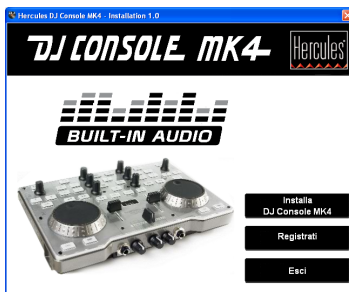 Hercules DJ Console MK4 - Installation 1.0
DJ CONSOLE MK4
Hercules
BUILT-IN AUDIO
Installa
DJ Console MK4
Registrati
Esci